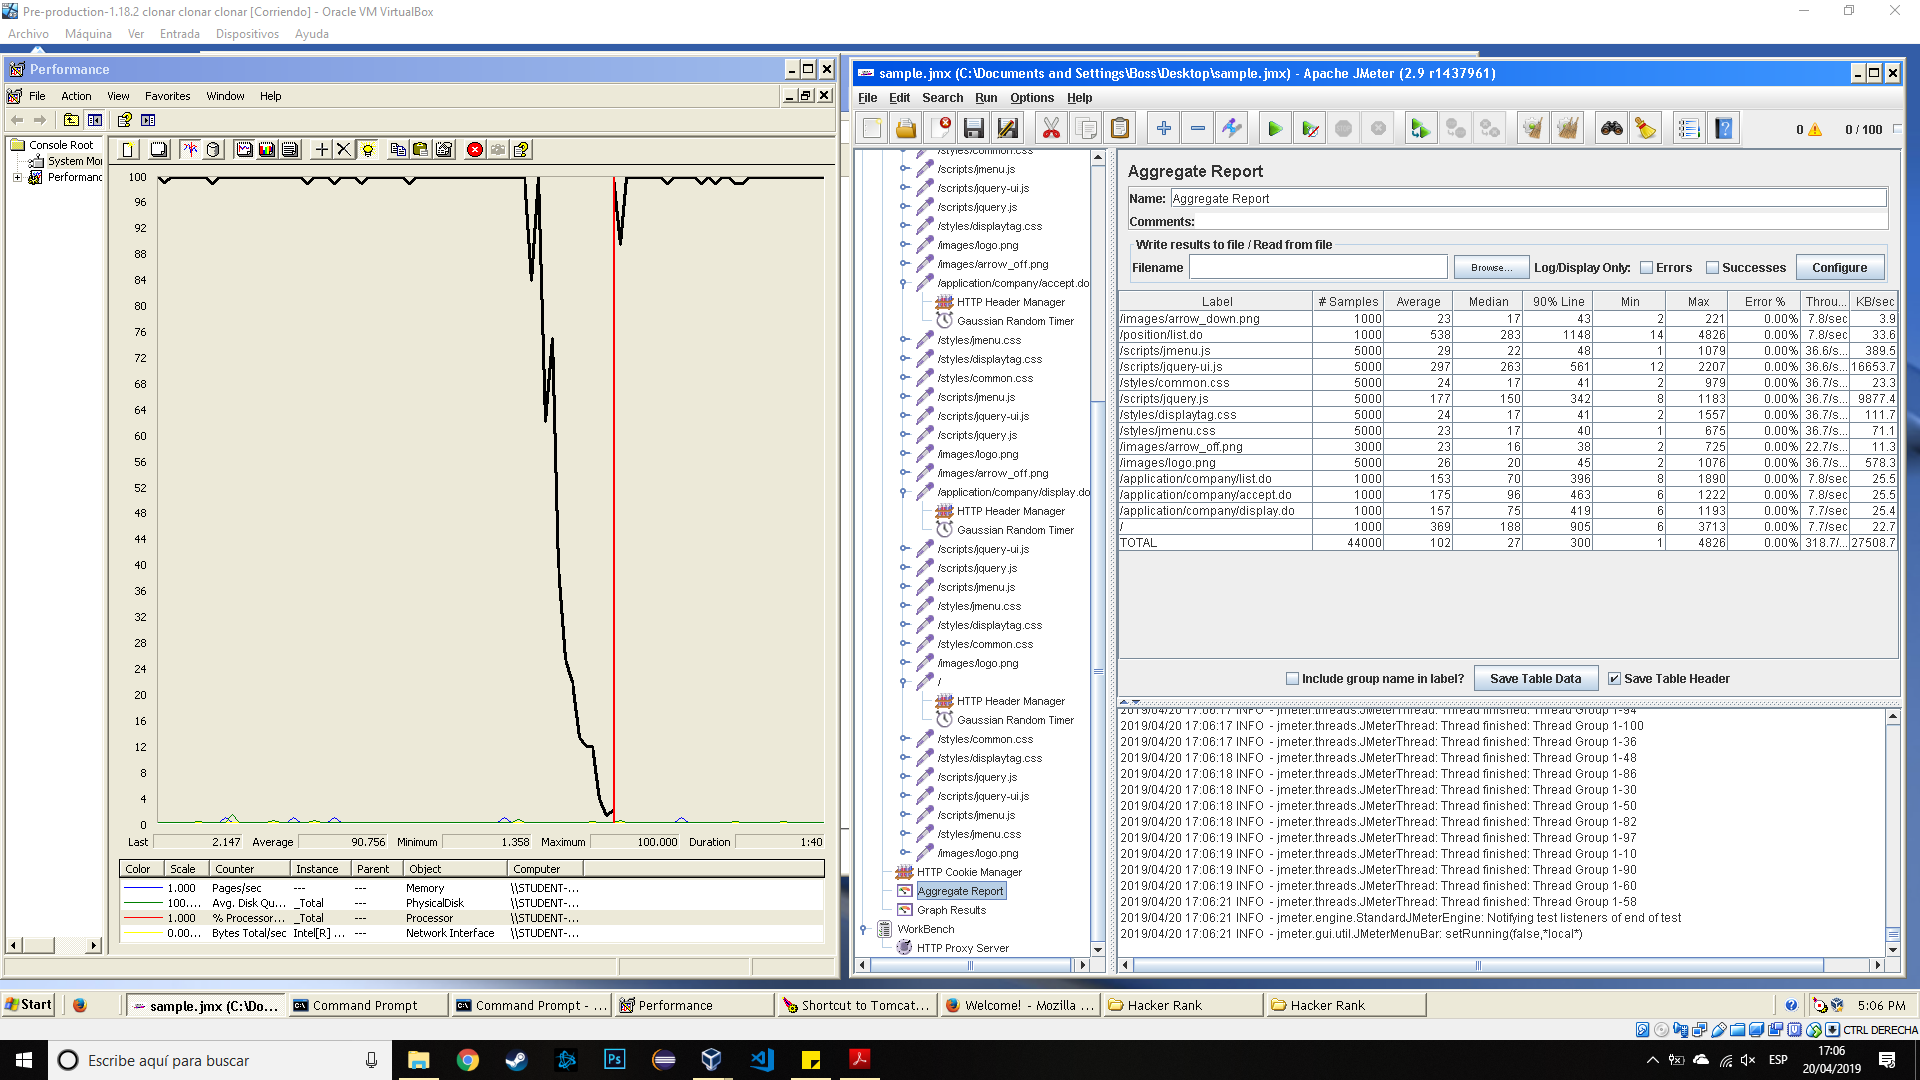 Pre-production-1.18.2 clonar clonar clonar [Corriendo] - Oracle VM VirtualBox
Archivo Máquina Ver Entrada Dispositivos Ayuda
Performance
File Action View Favorites Window Help
Console Root
System Mo
Performanc
100
96
92
88
84
80
76
72
68
64
60
56
52
48
44
40
36
32
28
24
20
16
12
8
4
0
Last 2.147 Average 90.756 Minimum 1.358 Maximum 100.000 Duration 1:40
Color Scale Counter Instance Parent Object Computer
1.000 Pages/sec --- --- Memory \\STUDENT-...
100.... Avg. Disk Qu... _Total --- PhysicalDisk \\STUDENT-...
1.000 % Processor... _Total --- Processor \\STUDENT-...
0.00... Bytes Total/sec Intel[R] ... --- Network Interface \\STUDENT-...
sample.jmx (C:\Documents and Settings\Boss\Desktop\sample.jmx) - Apache JMeter (2.9 r1437961)
File Edit Search Run Options Help
0 0 / 100
/styles/common.css
/scripts/jmenu.js
/scripts/jquery-ui.js
/scripts/jquery.js
/styles/displaytag.css
/images/logo.png
/images/arrow_off.png
/application/company/accept.do
HTTP Header Manager
Gaussian Random Timer
/styles/jmenu.css
/styles/displaytag.css
/styles/common.css
/scripts/jmenu.js
/scripts/jquery-ui.js
/scripts/jquery.js
/images/logo.png
/images/arrow_off.png
/application/company/display.do
HTTP Header Manager
Gaussian Random Timer
/scripts/jquery-ui.js
/scripts/jquery.js
/scripts/jmenu.js
/styles/jmenu.css
/styles/displaytag.css
/styles/common.css
/images/logo.png
/
HTTP Header Manager
Gaussian Random Timer
/styles/common.css
/styles/displaytag.css
/scripts/jquery.js
/scripts/jquery-ui.js
/scripts/jmenu.js
/styles/jmenu.css
/images/logo.png
HTTP Cookie Manager
Aggregate Report
Graph Results
WorkBench
HTTP Proxy Server
Aggregate Report
Name: Aggregate Report
Comments:
Write results to file / Read from file
Filename Browse... Log/Display Only: Errors Successes Configure
Label # Samples Average Median 90% Line Min Max Error % Throu... KB/sec
/images/arrow_down.png 1000 23 17 43 2 221 0.00% 7.8/sec 3.9
/position/list.do 1000 538 283 1148 14 4826 0.00% 7.8/sec 33.6
/scripts/jmenu.js 5000 29 22 48 1 1079 0.00% 36.6/s... 389.5
/scripts/jquery-ui.js 5000 297 263 561 12 2207 0.00% 36.6/s... 16653.7
/styles/common.css 5000 24 17 41 2 979 0.00% 36.7/s... 23.3
/scripts/jquery.js 5000 177 150 342 8 1183 0.00% 36.7/s... 9877.4
/styles/displaytag.css 5000 24 17 41 2 1557 0.00% 36.7/s... 111.7
/styles/jmenu.css 5000 23 17 40 1 675 0.00% 36.7/s... 71.1
/images/arrow_off.png 3000 23 16 38 2 725 0.00% 22.7/s... 11.3
/images/logo.png 5000 26 20 45 2 1076 0.00% 36.7/s... 578.3
/application/company/list.do 1000 153 70 396 8 1890 0.00% 7.8/sec 25.5
/application/company/accept.do 1000 175 96 463 6 1222 0.00% 7.8/sec 25.5
/application/company/display.do 1000 157 75 419 6 1193 0.00% 7.7/sec 25.4
/ 1000 369 188 905 6 3713 0.00% 7.7/sec 22.7
TOTAL 44000 102 27 300 1 4826 0.00% 318.7/... 27508.7
Include group name in label? Save Table Data Save Table Header
2019/04/20 17:06:17 INFO - jmeter.threads.JMeterThread: Thread finished: Thread Group 1-94
2019/04/20 17:06:17 INFO - jmeter.threads.JMeterThread: Thread finished: Thread Group 1-100
2019/04/20 17:06:17 INFO - jmeter.threads.JMeterThread: Thread finished: Thread Group 1-36
2019/04/20 17:06:18 INFO - jmeter.threads.JMeterThread: Thread finished: Thread Group 1-48
2019/04/20 17:06:18 INFO - jmeter.threads.JMeterThread: Thread finished: Thread Group 1-86
2019/04/20 17:06:18 INFO - jmeter.threads.JMeterThread: Thread finished: Thread Group 1-30
2019/04/20 17:06:18 INFO - jmeter.threads.JMeterThread: Thread finished: Thread Group 1-50
2019/04/20 17:06:18 INFO - jmeter.threads.JMeterThread: Thread finished: Thread Group 1-82
2019/04/20 17:06:19 INFO - jmeter.threads.JMeterThread: Thread finished: Thread Group 1-97
2019/04/20 17:06:19 INFO - jmeter.threads.JMeterThread: Thread finished: Thread Group 1-10
2019/04/20 17:06:19 INFO - jmeter.threads.JMeterThread: Thread finished: Thread Group 1-90
2019/04/20 17:06:19 INFO - jmeter.threads.JMeterThread: Thread finished: Thread Group 1-60
2019/04/20 17:06:21 INFO - jmeter.threads.JMeterThread: Thread finished: Thread Group 1-58
2019/04/20 17:06:21 INFO - jmeter.engine.StandardJMeterEngine: Notifying test listeners of end of test
2019/04/20 17:06:21 INFO - jmeter.gui.util.JMeterMenuBar: setRunning(false,*local*)
Start sample.jmx (C:\Do... Command Prompt Command Prompt - ... Performance Shortcut to Tomcat... Welcome! - Mozilla ... Hacker Rank Hacker Rank 5:06 PM
CTRL DERECHA
Escribe aquí para buscar
Ps
ESP
17:06
20/04/2019